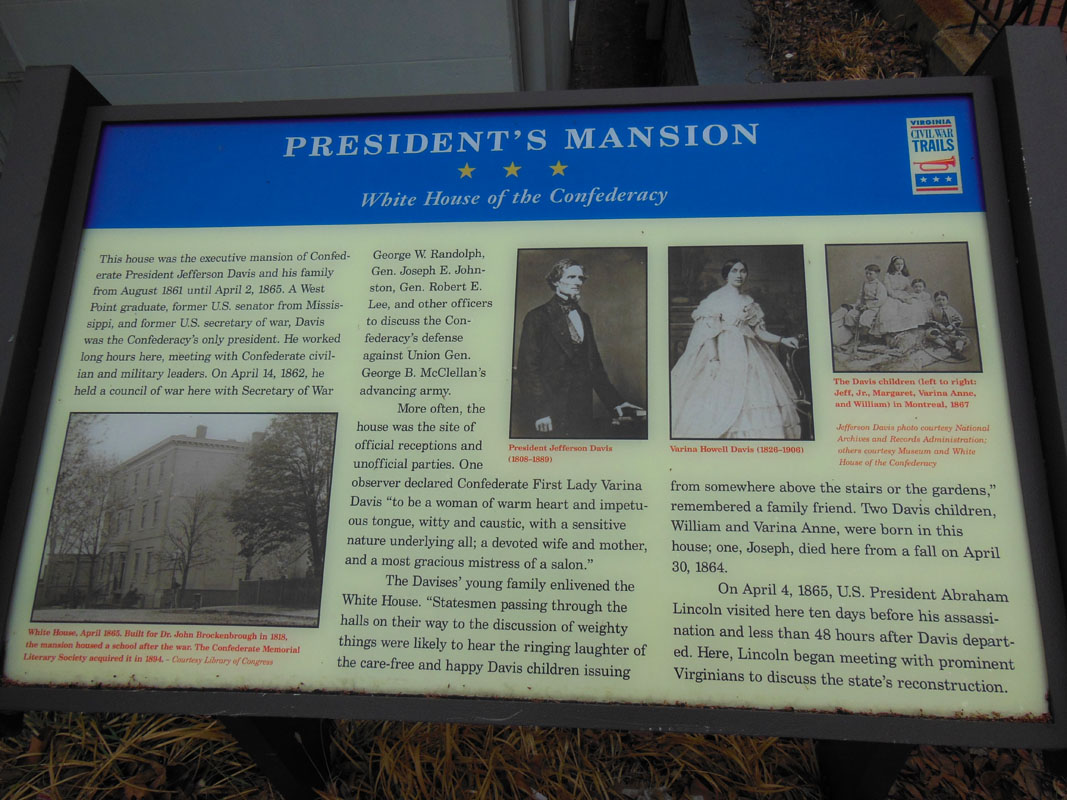 PRESIDENT'S MANSION
White House of the Confederacy
VIRGINIA
CIVIL WAR
TRAILS
This house was the executive mansion of Confed-
erate President Jefferson Davis and his family
from August 1861 until April 2, 1865. A West
Point graduate, former U.S. senator from Missis-
sippi, and former U.S. secretary of war, Davis
was the Confederacy's only president. He worked
long hours here, meeting with Confederate civil-
ian and military leaders. On April 14, 1862, he
held a council of war here with Secretary of War
White House, April 1865. Built for Dr. John Brockenbrough in 1818,
the mansion housed a school after the war. The Confederate Memorial
Literary Society acquired it in 1894. – Courtesy Library of Congress
George W. Randolph,
Gen. Joseph E. John-
ston, Gen. Robert E.
Lee, and other officers
to discuss the Con-
federacy's defense
against Union Gen.
George B. McClellan's
advancing army.
More often, the
house was the site of
official receptions and
unofficial parties. One
observer declared Confederate First Lady Varina
Davis "to be a woman of warm heart and impetu-
ous tongue, witty and caustic, with a sensitive
nature underlying all; a devoted wife and mother,
and a most gracious mistress of a salon."
The Davises' young family enlivened the
White House. "Statesmen passing through the
halls on their way to the discussion of weighty
things were likely to hear the ringing laughter of
the care-free and happy Davis children issuing
President Jefferson Davis
(1808-1889)
Varina Howell Davis (1826-1906)
The Davis children (left to right:
Jeff, Jr., Margaret, Varina Anne,
and William) in Montreal, 1867
Jefferson Davis photo courtesy National
Archives and Records Administration;
others courtesy Museum and White
House of the Confederacy
from somewhere above the stairs or the gardens,"
remembered a family friend. Two Davis children,
William and Varina Anne, were born in this
house; one, Joseph, died here from a fall on April
30, 1864.
On April 4, 1865, U.S. President Abraham
Lincoln visited here ten days before his assassi-
nation and less than 48 hours after Davis depart-
ed. Here, Lincoln began meeting with prominent
Virginians to discuss the state's reconstruction.